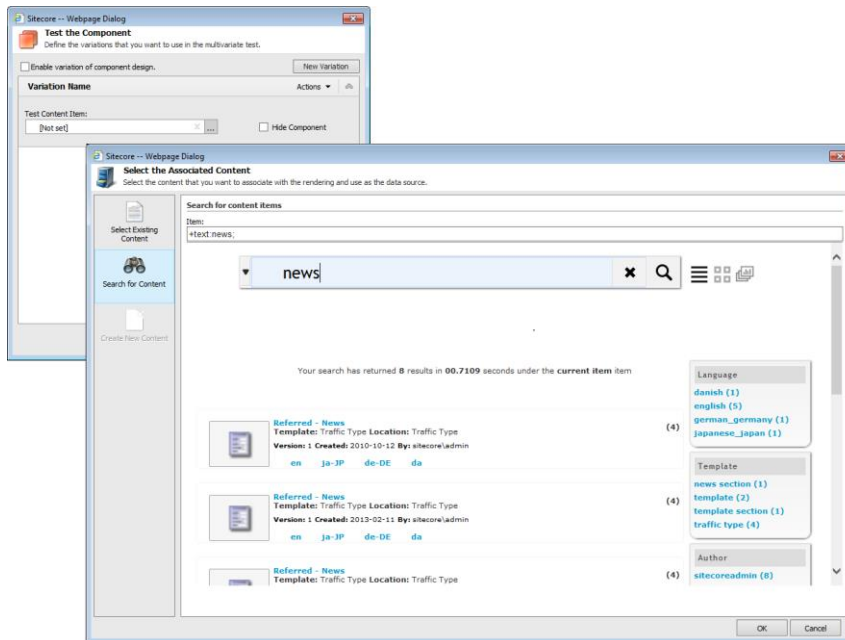 Sitecore -- Webpage Dialog
Test the Component
Define the variations that you want to use in the multivariate test.
Enable variation of component design.
New Variation
Variation Name
Actions
Test Content Item:
[Not set]
...
Hide Component
Sitecore -- Webpage Dialog
Select the Associated Content
Select the content that you want to associate with the rendering and use as the data source.
Select Existing
Content
Search for Content
Create New Content
Search for content items
Item:
+text:news;
news
Your search has returned 8 results in 00.7109 seconds under the current item item
Referred - News
(4)
Template: Traffic Type Location: Traffic Type
Version: 1 Created: 2010-10-12 By: sitecore\admin
en ja-JP de-DE da
Referred - News
(4)
Template: Traffic Type Location: Traffic Type
Version: 1 Created: 2013-02-11 By: sitecore\admin
en ja-JP de-DE da
Referred - News
(4)
Template: Traffic Type Location: Traffic Type
Language
danish (1)
english (5)
german_germany (1)
japanese_japan (1)
Template
news section (1)
template (2)
template section (1)
traffic type (4)
Author
sitecoreadmin (8)
OK
Cancel